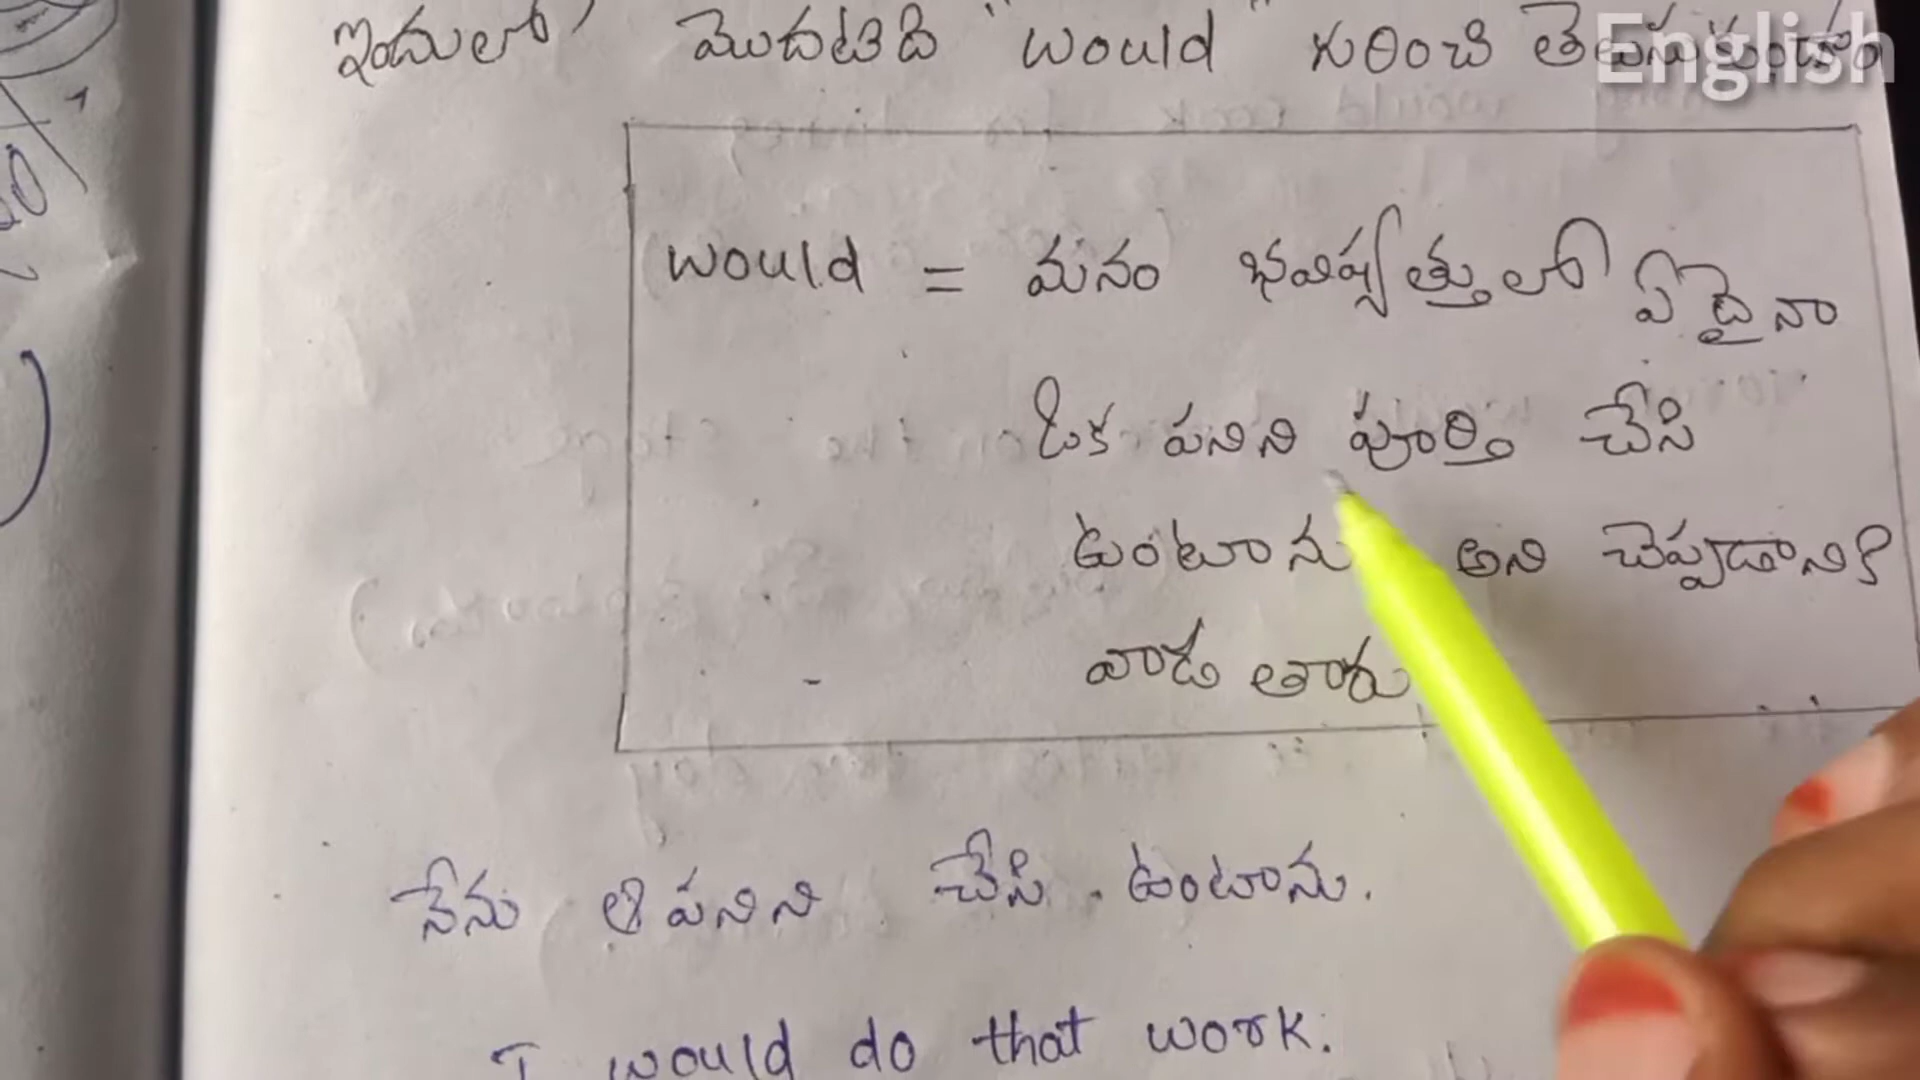 ఇందులో మొదటిది "would" గురించి తెలుసుకుందాం
English
would = మనం భవిష్యత్తులో ఏదైనా
ఒక పనిని పూర్తి చేసి
ఉంటాను అని చెప్పడానికి
వాడతారు
నేను ఆ పనిని చేసి ఉంటాను.
I would do that work.